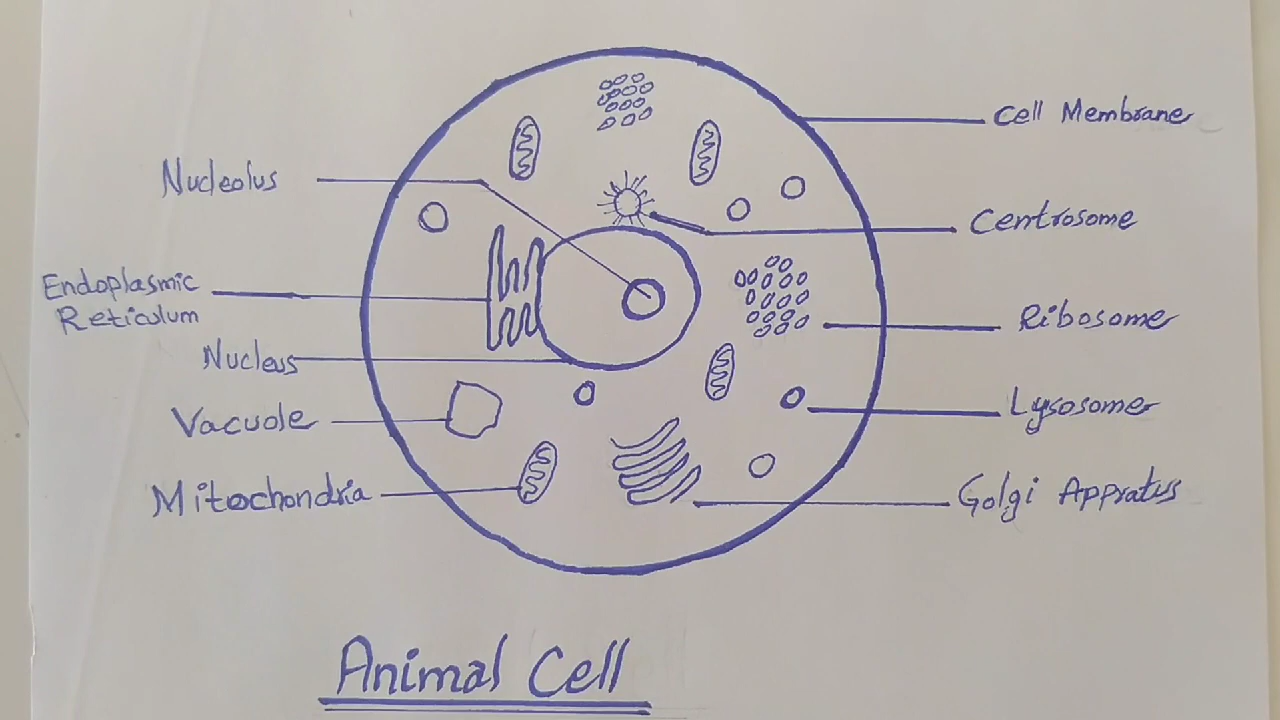 Cell Membrane
Nucleolus
Centrosome
Endoplasmic
Reticulum
Ribosome
Nucleus
Lysosome
Vacuole
Mitochondria
Golgi Appratus
Animal Cell